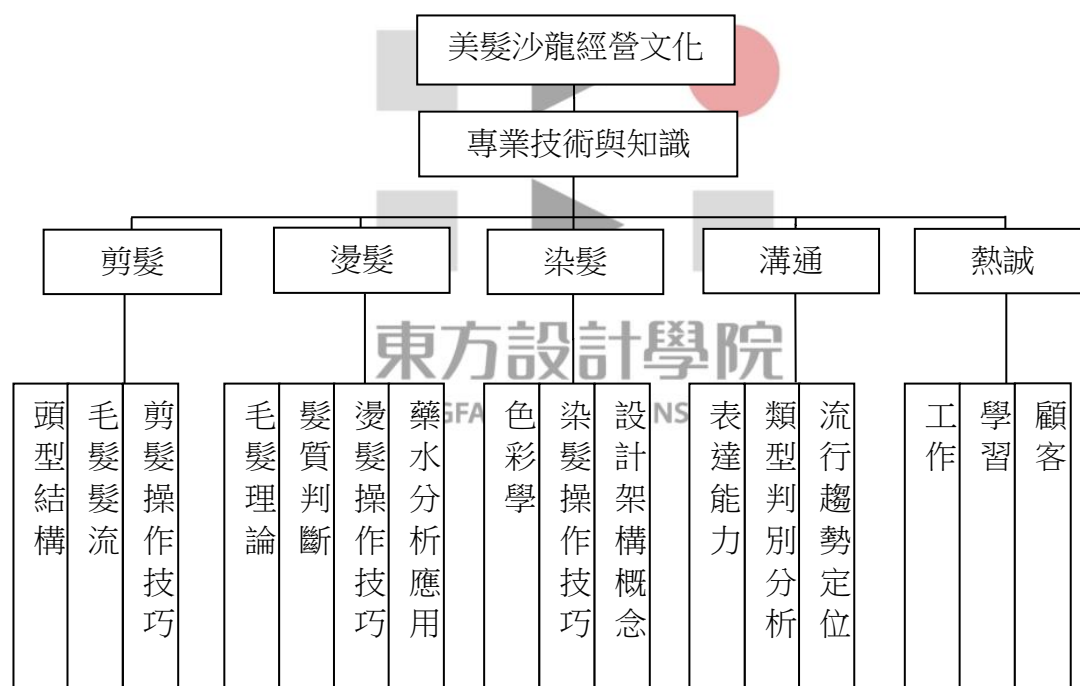 美髮沙龍經營文化
專業技術與知識
剪髮
燙髮
染髮
溝通
熱誠
東方設計學院
頭型結構
毛髮髮流
剪髮操作技巧
毛髮理論
髮質判斷
燙髮操作技巧
藥水分析應用
色彩學
染髮操作技巧
設計架構概念
表達能力
類型判別分析
流行趨勢定位
工作
學習
顧客